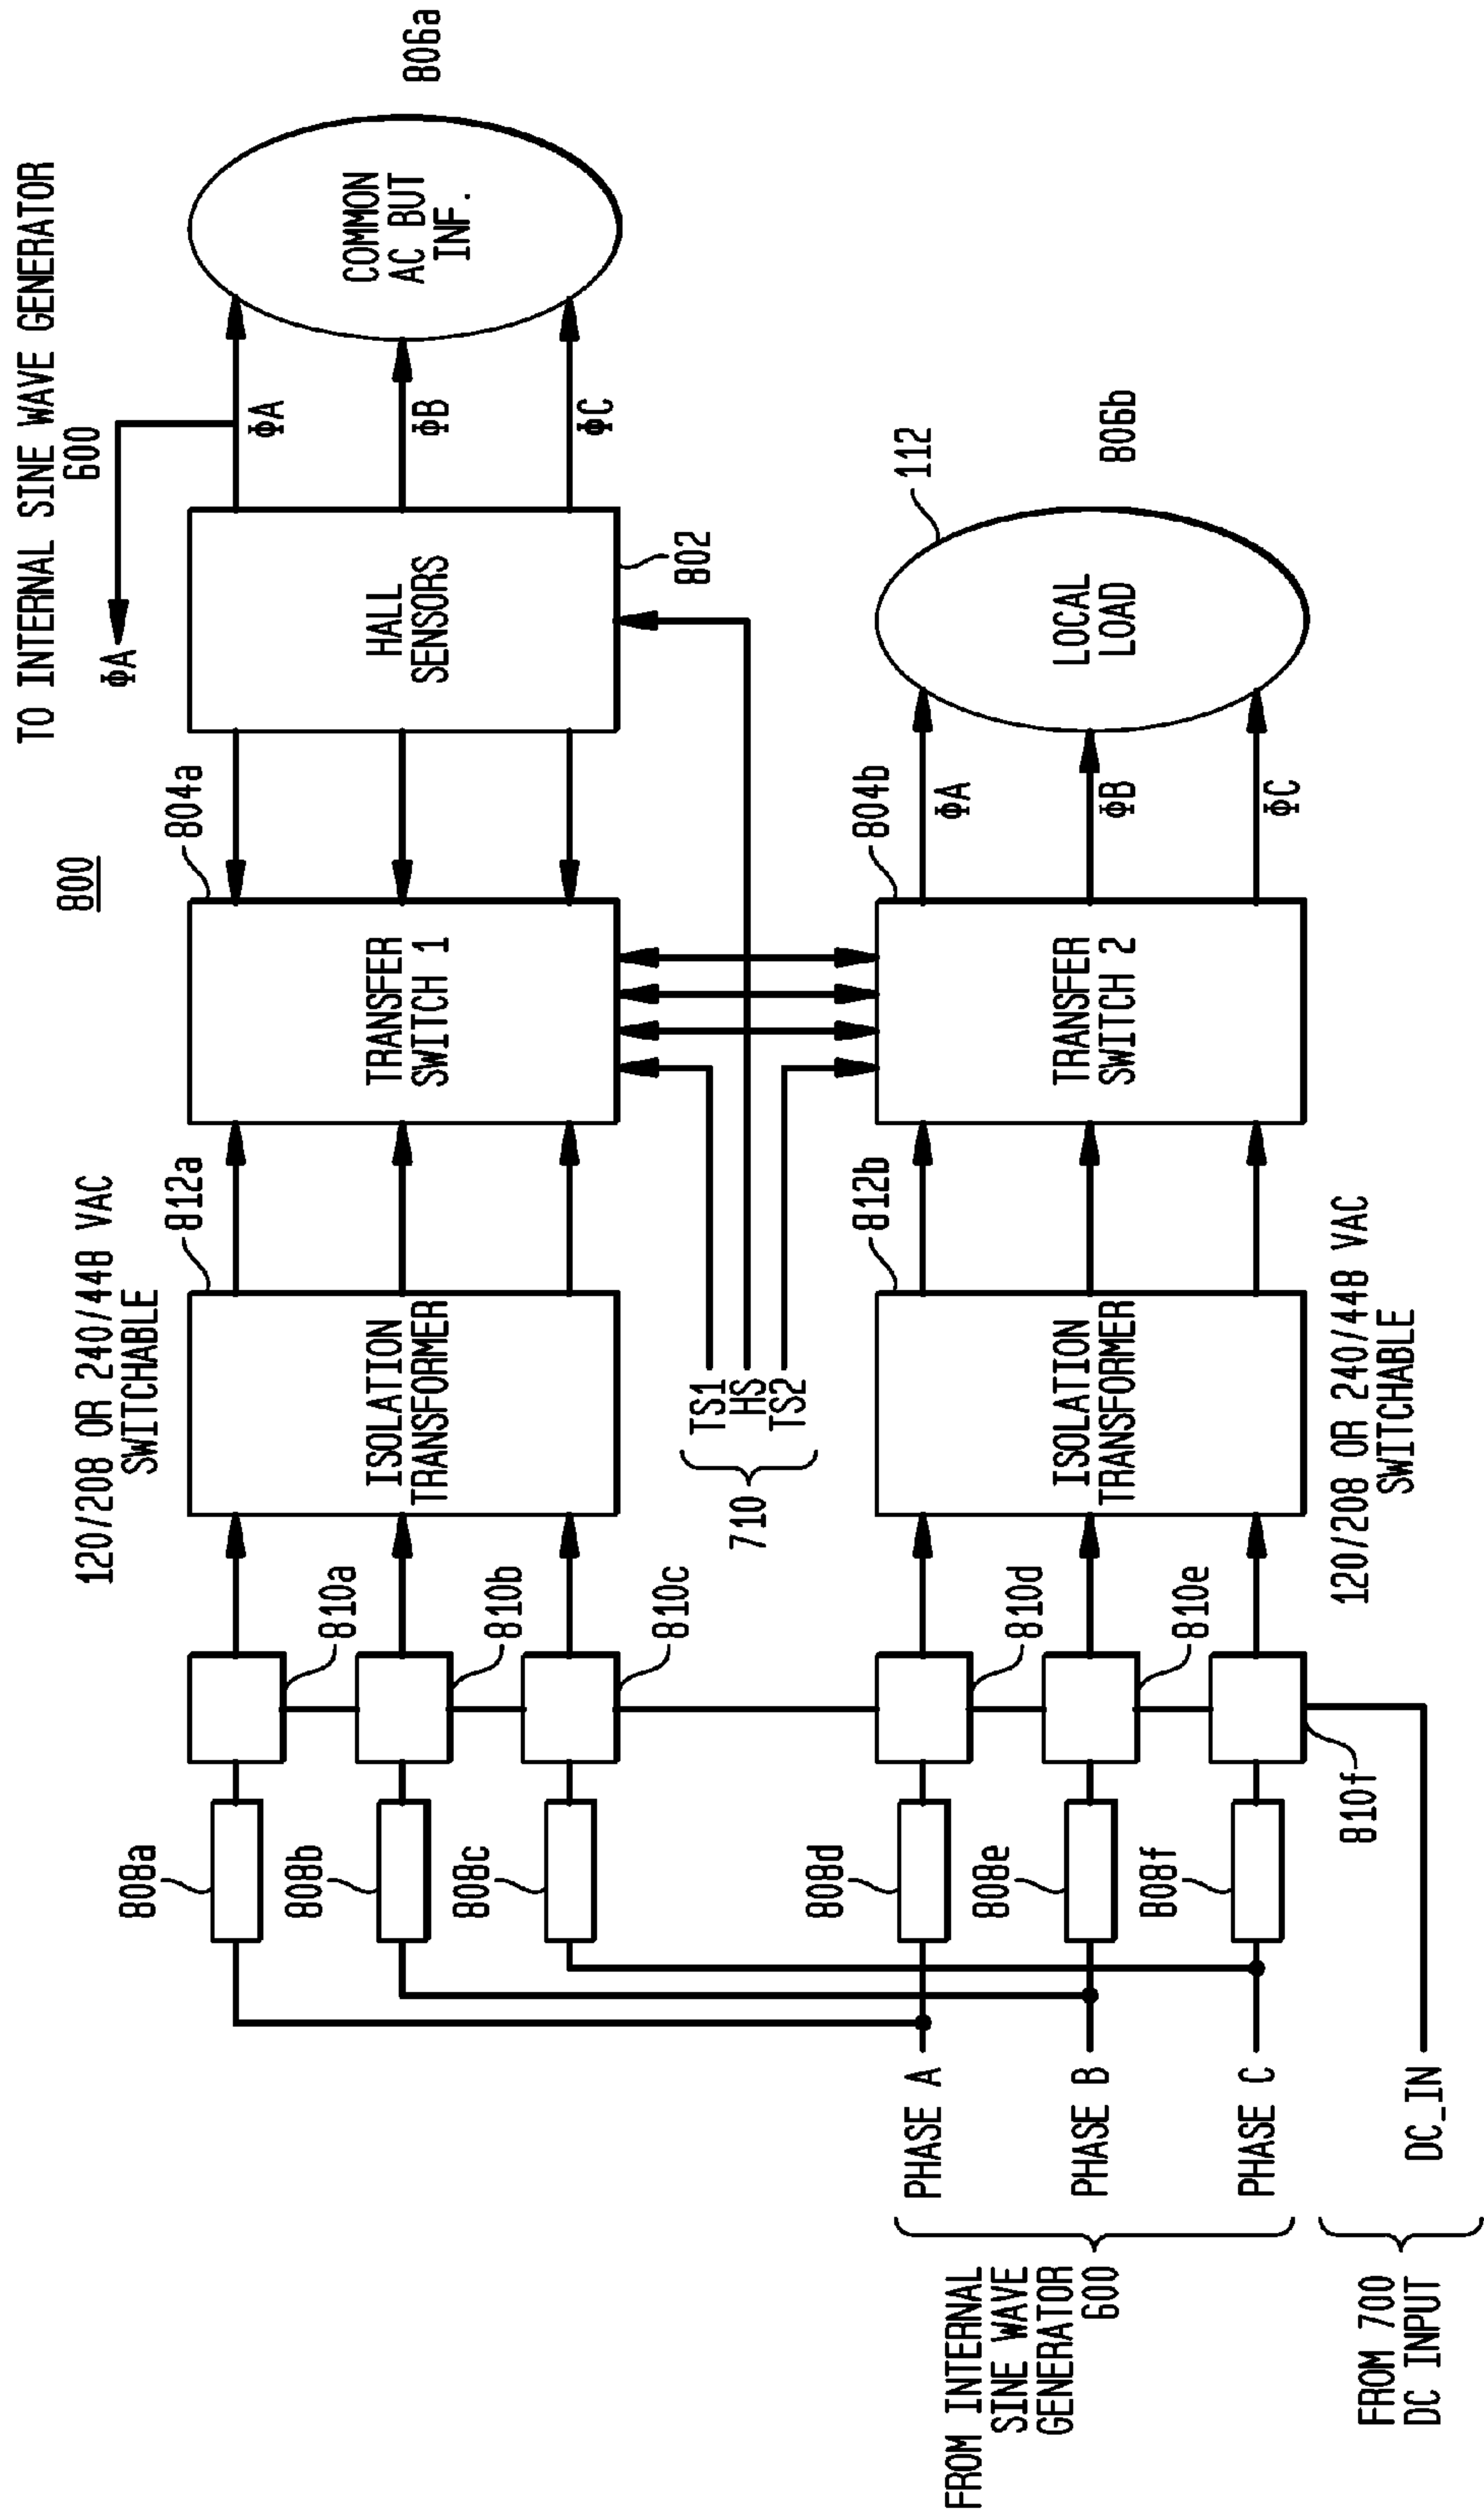 800
TO INTERNAL SINE WAVE GENERATOR
600
120/208 OR 240/448 VAC
SWITCHABLE
808a
808b
808c
810a
810b
810c
812a
ISOLATION
TRANSFORMER
804a
TRANSFER
SWITCH 1
ΦA
HALL
SENSORS
802
ΦA
ΦB
ΦC
COMMON
AC BUT
INF.
806a
710
TS1
HS
TS2
FROM INTERNAL
SINE WAVE
GENERATOR
600
PHASE A
PHASE B
PHASE C
808d
808e
808f
810d
810e
810f
812b
ISOLATION
TRANSFORMER
804b
TRANSFER
SWITCH 2
ΦA
ΦB
ΦC
LOCAL
LOAD
112
806b
120/208 OR 240/448 VAC
SWITCHABLE
FROM 700
DC INPUT
DC_IN